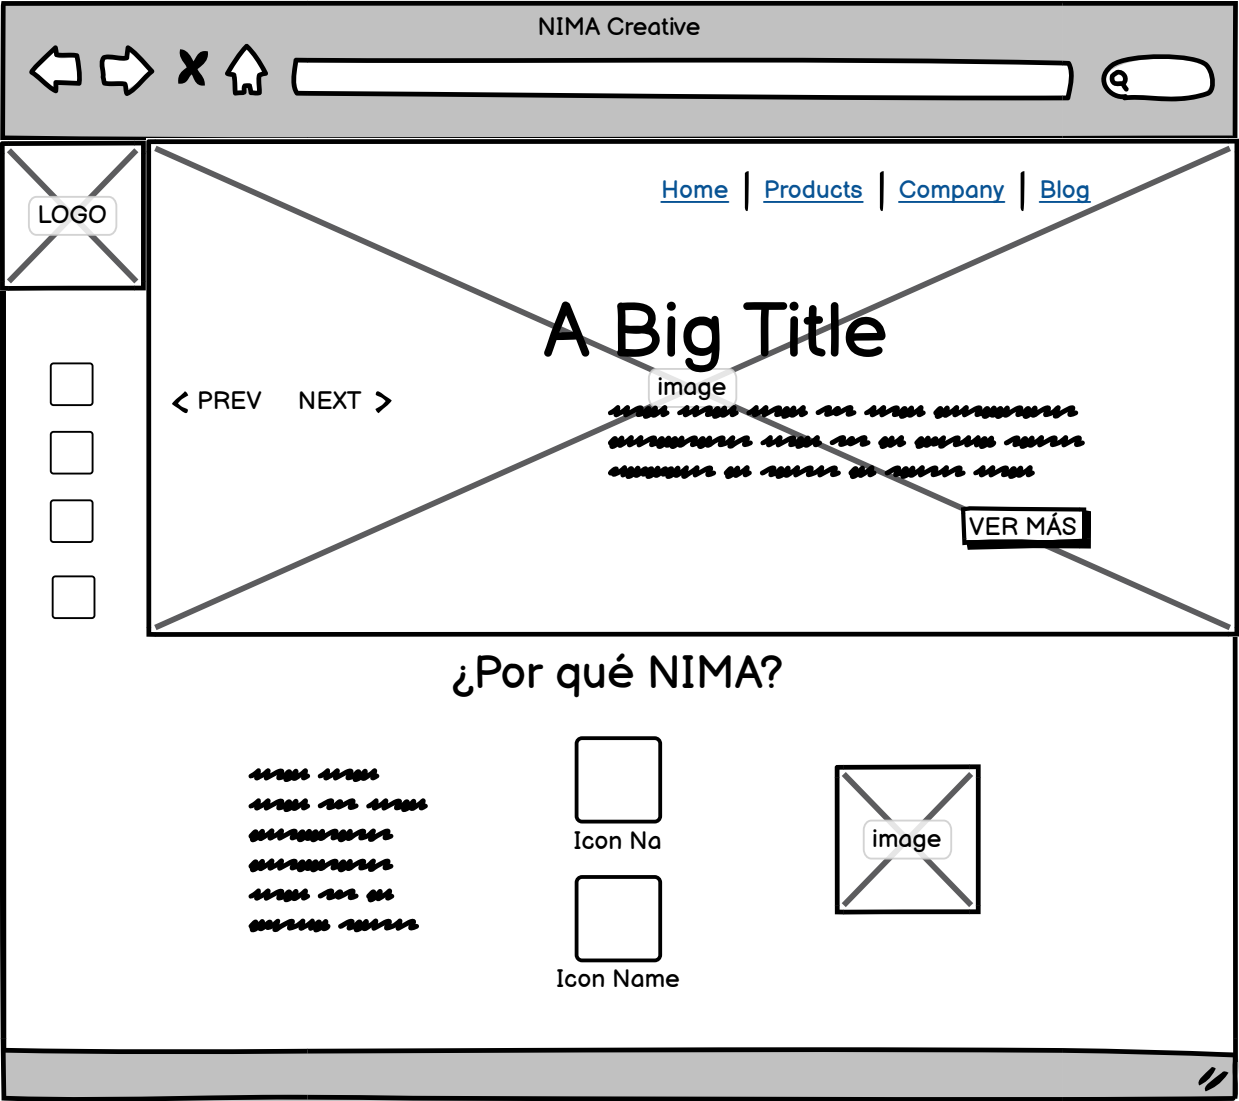 NIMA Creative
LOGO
Home Products Company Blog
A Big Title
image
PREV NEXT
VER MÁS
¿Por qué NIMA?
Icon Na
image
Icon Name